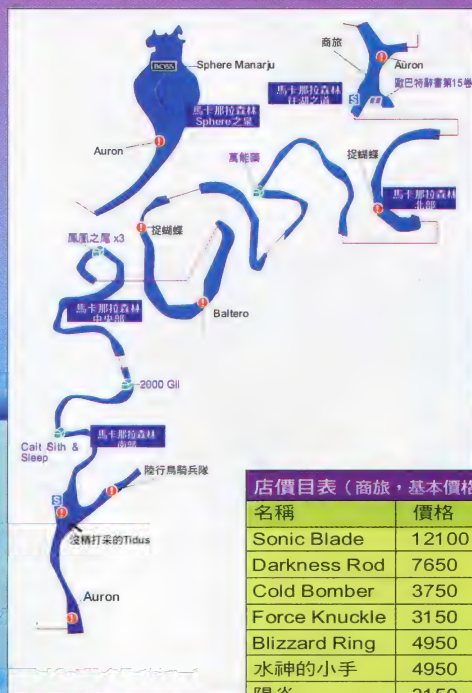 BOSS
Sphere Manarju
馬卡那拉森林
Sphere之泉
Auron
商旅
Auron
歐巴特辭書第15卷
馬卡那拉森林
往湖之道
S
萬能藥
捉蝴蝶
馬卡那拉森林
北部
捉蝴蝶
Baltero
鳳凰之尾 x3
馬卡那拉森林
中央部
2000 Gil
Cait Sith &
Sleep
馬卡那拉森林
南部
陸行鳥騎兵隊
S
沒精打采的Tidus
Auron
店價目表(商旅,基本價格
名稱 價格
Sonic Blade 12100
Darkness Rod 7650
Cold Bomber 3750
Force Knuckle 3150
Blizzard Ring 4950
水神的小手 4950